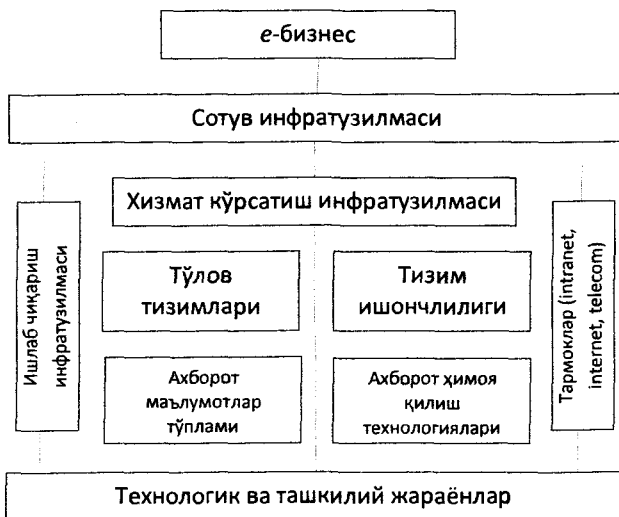 е-бизнес
Сотув инфратузилмаси
Хизмат кўрсатиш инфратузилмаси
Ишлаб чиқариш
инфратузилмаси
Тўлов
тизимлари
Тизим
ишончлилиги
Тармоклар (intranet,
internet, telecom)
Ахборот
маълумотлар
тўплами
Ахборот ҳимоя
қилиш
технологиялари
Технологик ва ташкилий жараёнлар